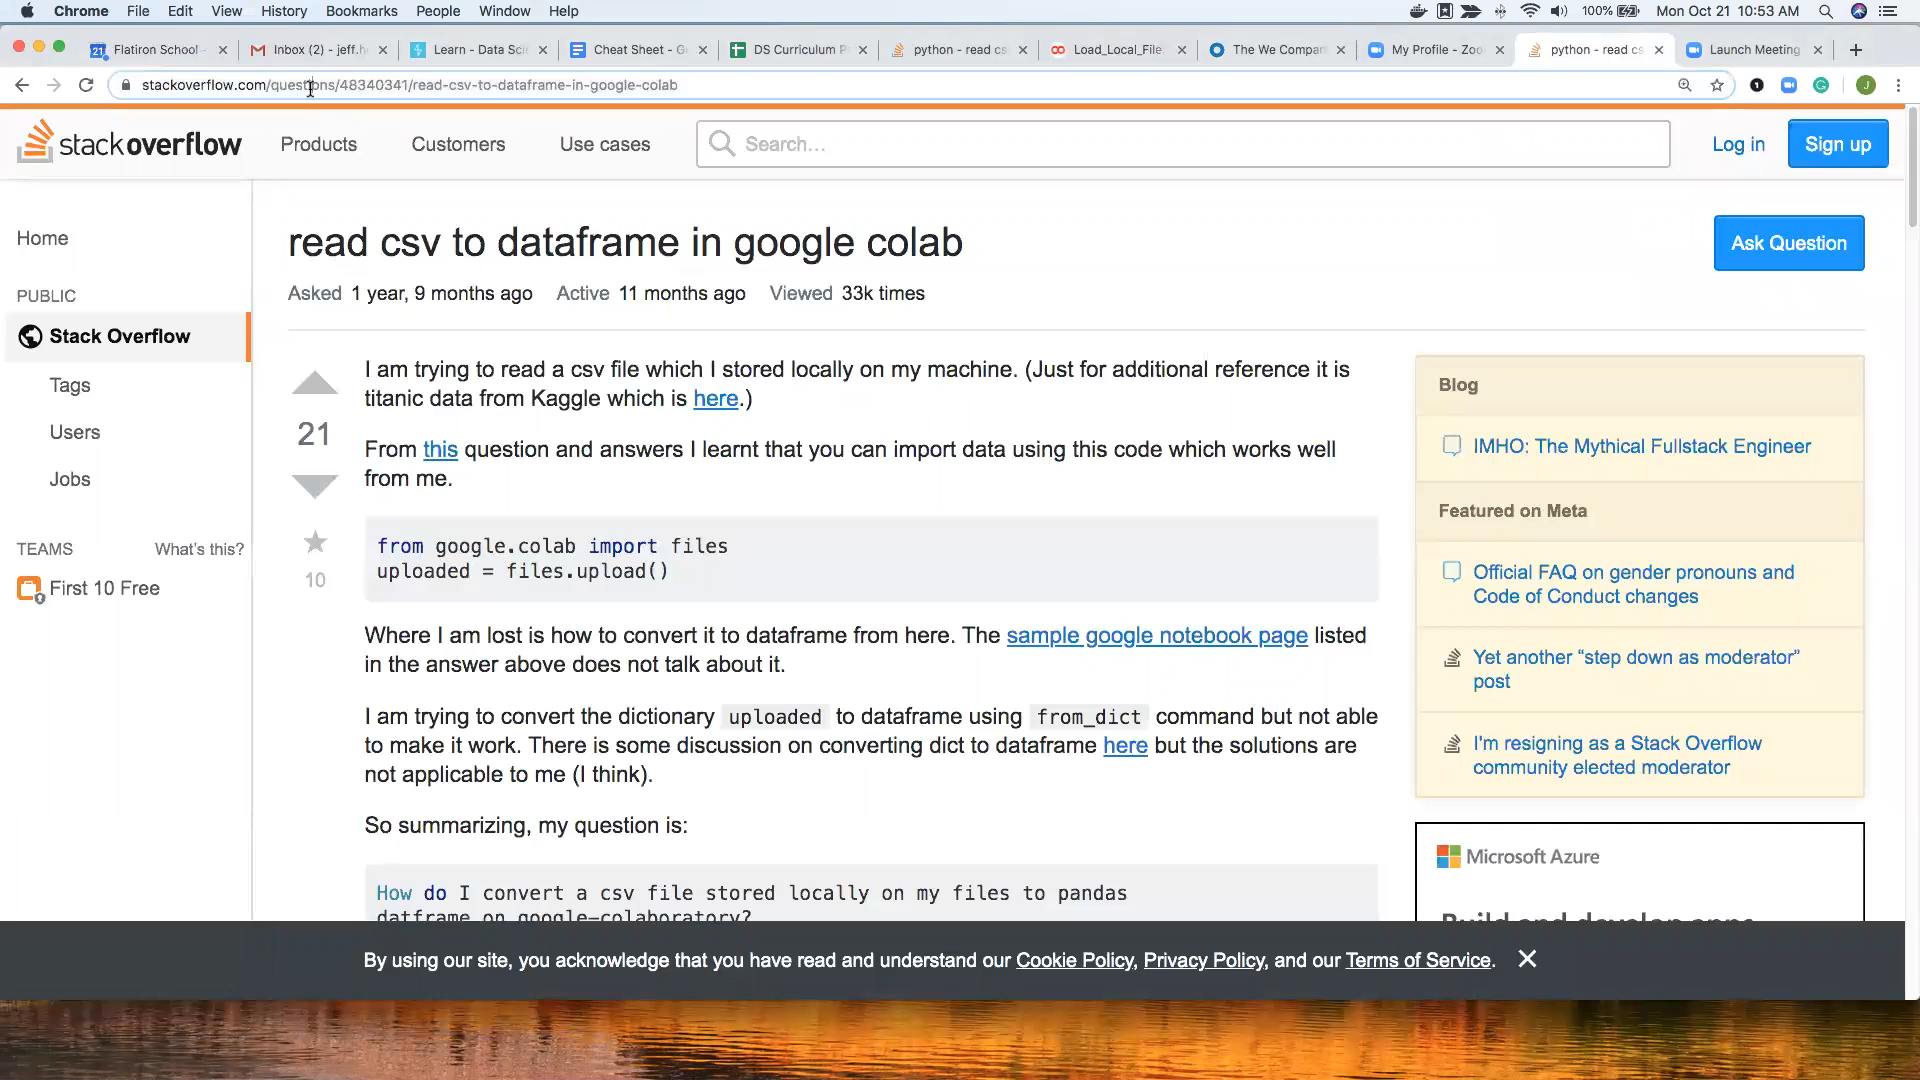 Chrome File Edit View History Bookmarks People Window Help 100% Mon Oct 21 10:53 AM
21 Flatiron School - Inbox (2) - jeff.h Learn - Data Sci Cheat Sheet - G DS Curriculum P python - read cs Load_Local_File. The We Compan My Profile - Zoo python - read cs Launch Meeting
stackoverflow.com/questions/48340341/read-csv-to-dataframe-in-google-colab
J
stackoverflow Products Customers Use cases Search… Log in Sign up
Home
PUBLIC
Stack Overflow
Tags
Users
Jobs
TEAMS What's this?
First 10 Free
read csv to dataframe in google colab
Ask Question
Asked 1 year, 9 months ago Active 11 months ago Viewed 33k times
21
10
I am trying to read a csv file which I stored locally on my machine. (Just for additional reference it is
titanic data from Kaggle which is here.)
From this question and answers I learnt that you can import data using this code which works well
from me.
from google.colab import files
uploaded = files.upload()
Where I am lost is how to convert it to dataframe from here. The sample google notebook page listed
in the answer above does not talk about it.
I am trying to convert the dictionary uploaded to dataframe using from_dict command but not able
to make it work. There is some discussion on converting dict to dataframe here but the solutions are
not applicable to me (I think).
So summarizing, my question is:
How do I convert a csv file stored locally on my files to pandas
datframe on google-colaboratory?
Blog
IMHO: The Mythical Fullstack Engineer
Featured on Meta
Official FAQ on gender pronouns and
Code of Conduct changes
Yet another “step down as moderator”
post
I'm resigning as a Stack Overflow
community elected moderator
Microsoft Azure
Build and develop apps
By using our site, you acknowledge that you have read and understand our Cookie Policy, Privacy Policy, and our Terms of Service.